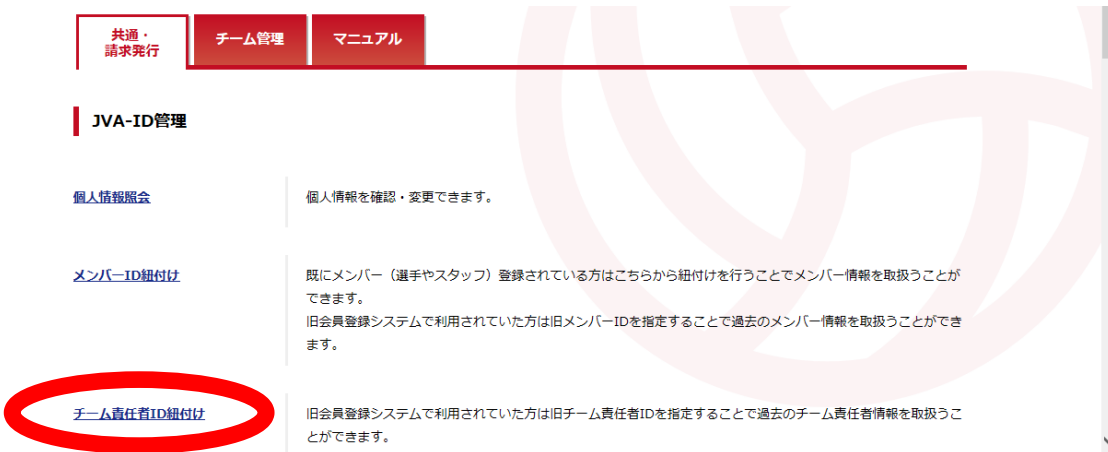 共通・
請求発行
チーム管理
マニュアル
JVA-ID管理
個人情報照会
個人情報を確認・変更できます。
メンバーID紐付け
既にメンバー（選手やスタッフ）登録されている方はこちらから紐付けを行うことでメンバー情報を取扱うことが
できます。
旧会員登録システムで利用されていた方は旧メンバーIDを指定することで過去のメンバー情報を取扱うことができ
ます。
チーム責任者ID紐付け
旧会員登録システムで利用されていた方は旧チーム責任者IDを指定することで過去のチーム責任者情報を取扱うこ
とができます。